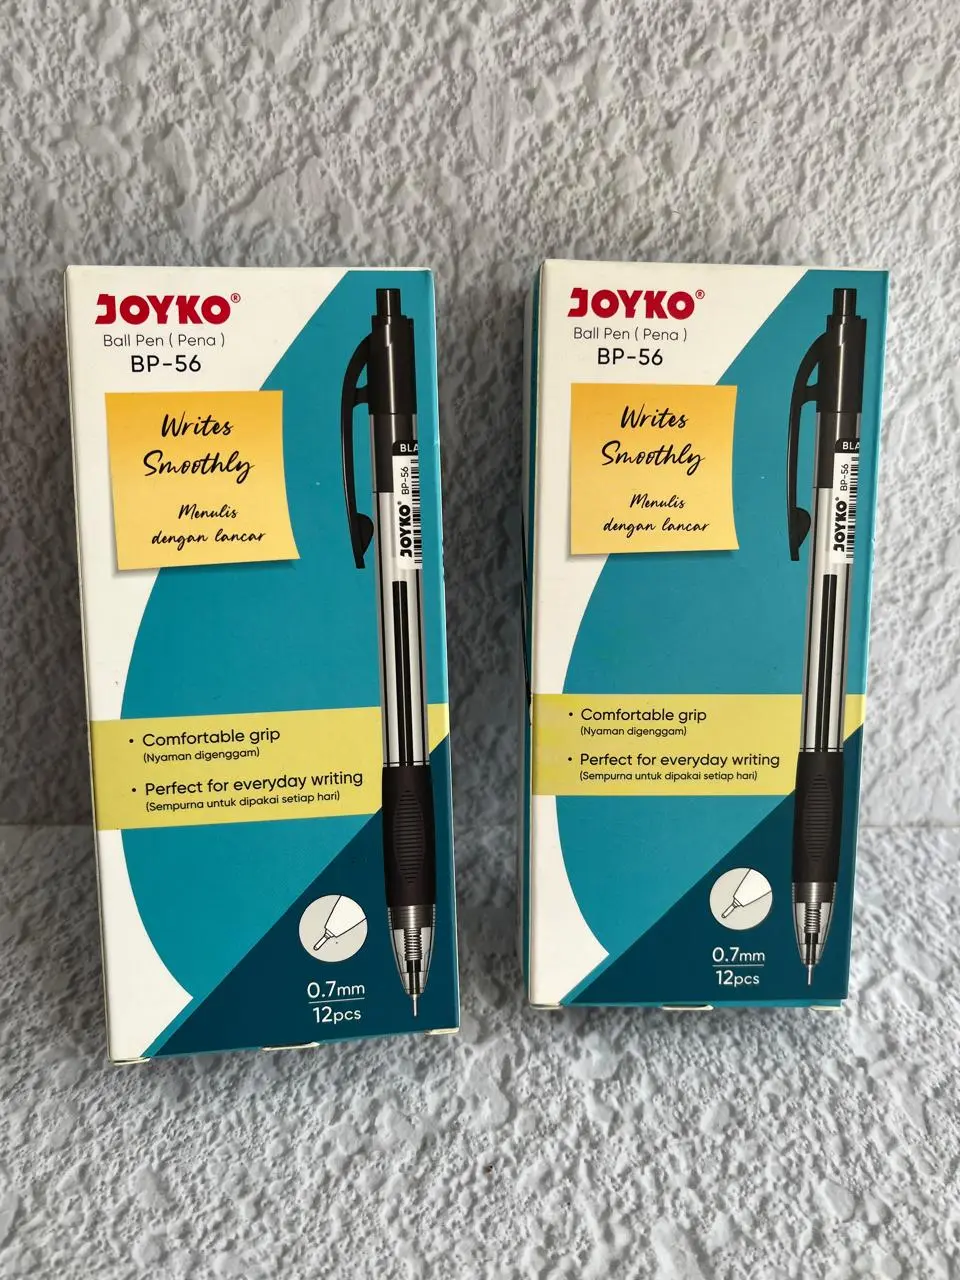 JOYKO®
Ball Pen ( Pena )
BP-56
Writes
Smoothly
Menulis
dengan lancar
BLA
JOYKO® BP-56
• Comfortable grip
(Nyaman digenggam)
• Perfect for everyday writing
(Sempurna untuk dipakai setiap hari)
0.7mm
12pcs
JOYKO®
Ball Pen ( Pena )
BP-56
Writes
Smoothly
Menulis
dengan lancar
BLA
JOYKO® BP-56
• Comfortable grip
(Nyaman digenggam)
• Perfect for everyday writing
(Sempurna untuk dipakai setiap hari)
0.7mm
12pcs